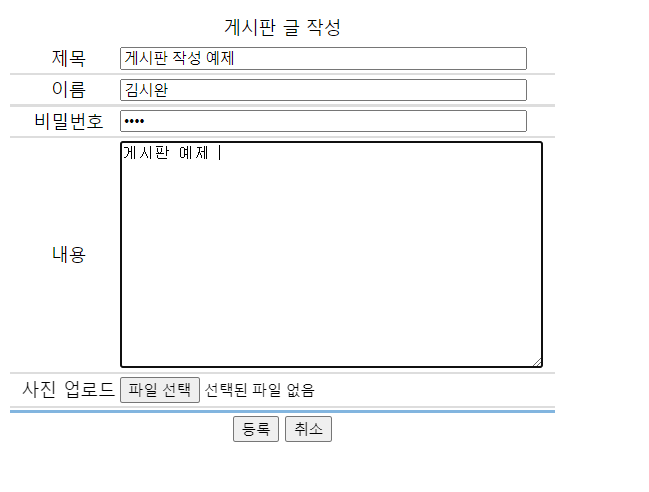 게시판 글 작성
제목 게시판 작성 예제
이름 김시완
비밀번호 ••••
내용 게시판 예제
사진 업로드 파일 선택 선택된 파일 없음
등록 취소